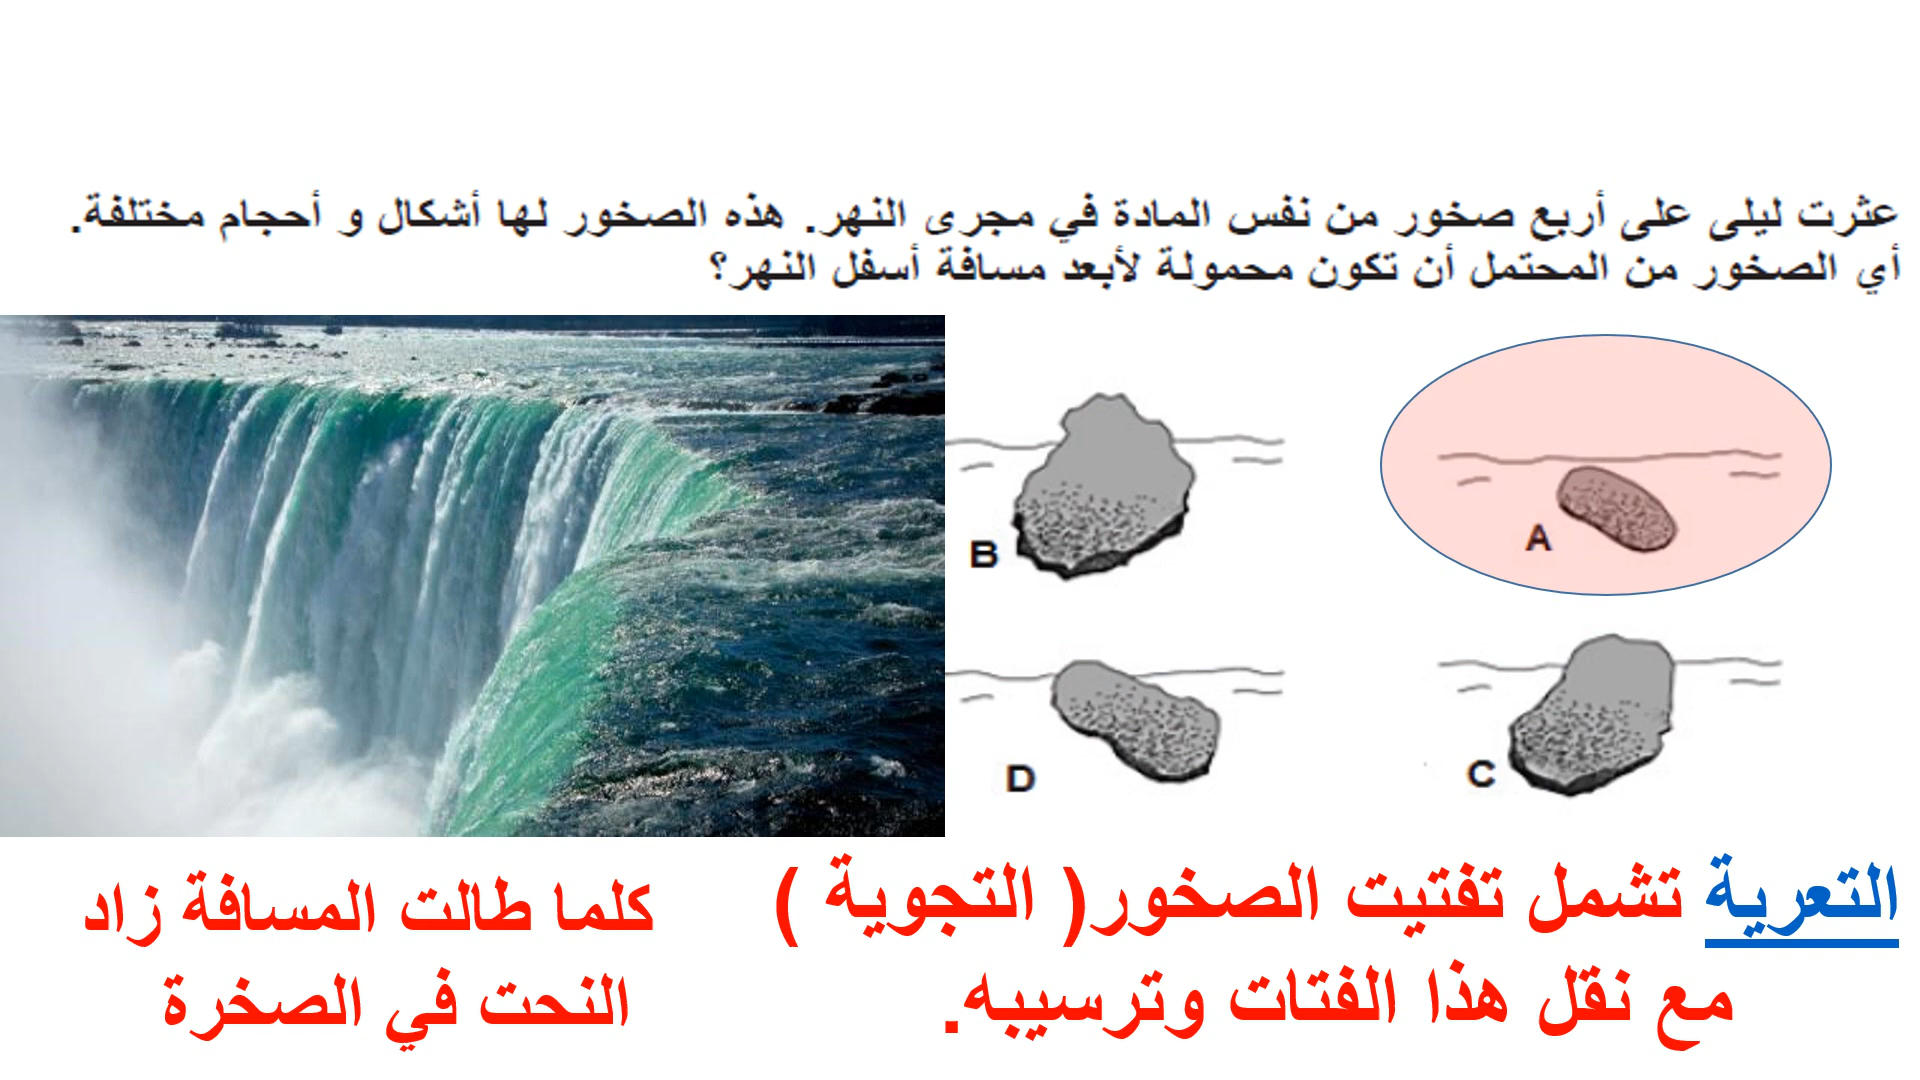 عثرت ليلى على أربع صخور من نفس المادة في مجرى النهر. هذه الصخور لها أشكال و أحجام مختلفة.
أي الصخور من المحتمل أن تكون محمولة لأبعد مسافة أسفل النهر؟
A
B
C
D
التعرية تشمل تفتيت الصخور( التجوية )
مع نقل هذا الفتات وترسييبه.
كلما طالت المسافة زاد
النحت في الصخرة